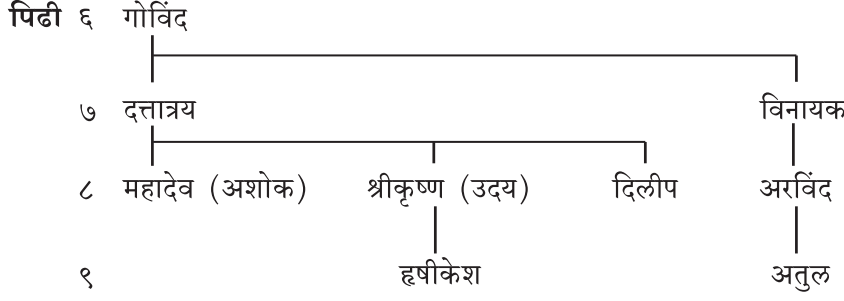 पिढी ६ गोविंद
७ दत्तात्रय विनायक
८ महादेव (अशोक) श्रीकृष्ण (उदय) दिलीप अरविंद
९ हृषीकेश अतुल